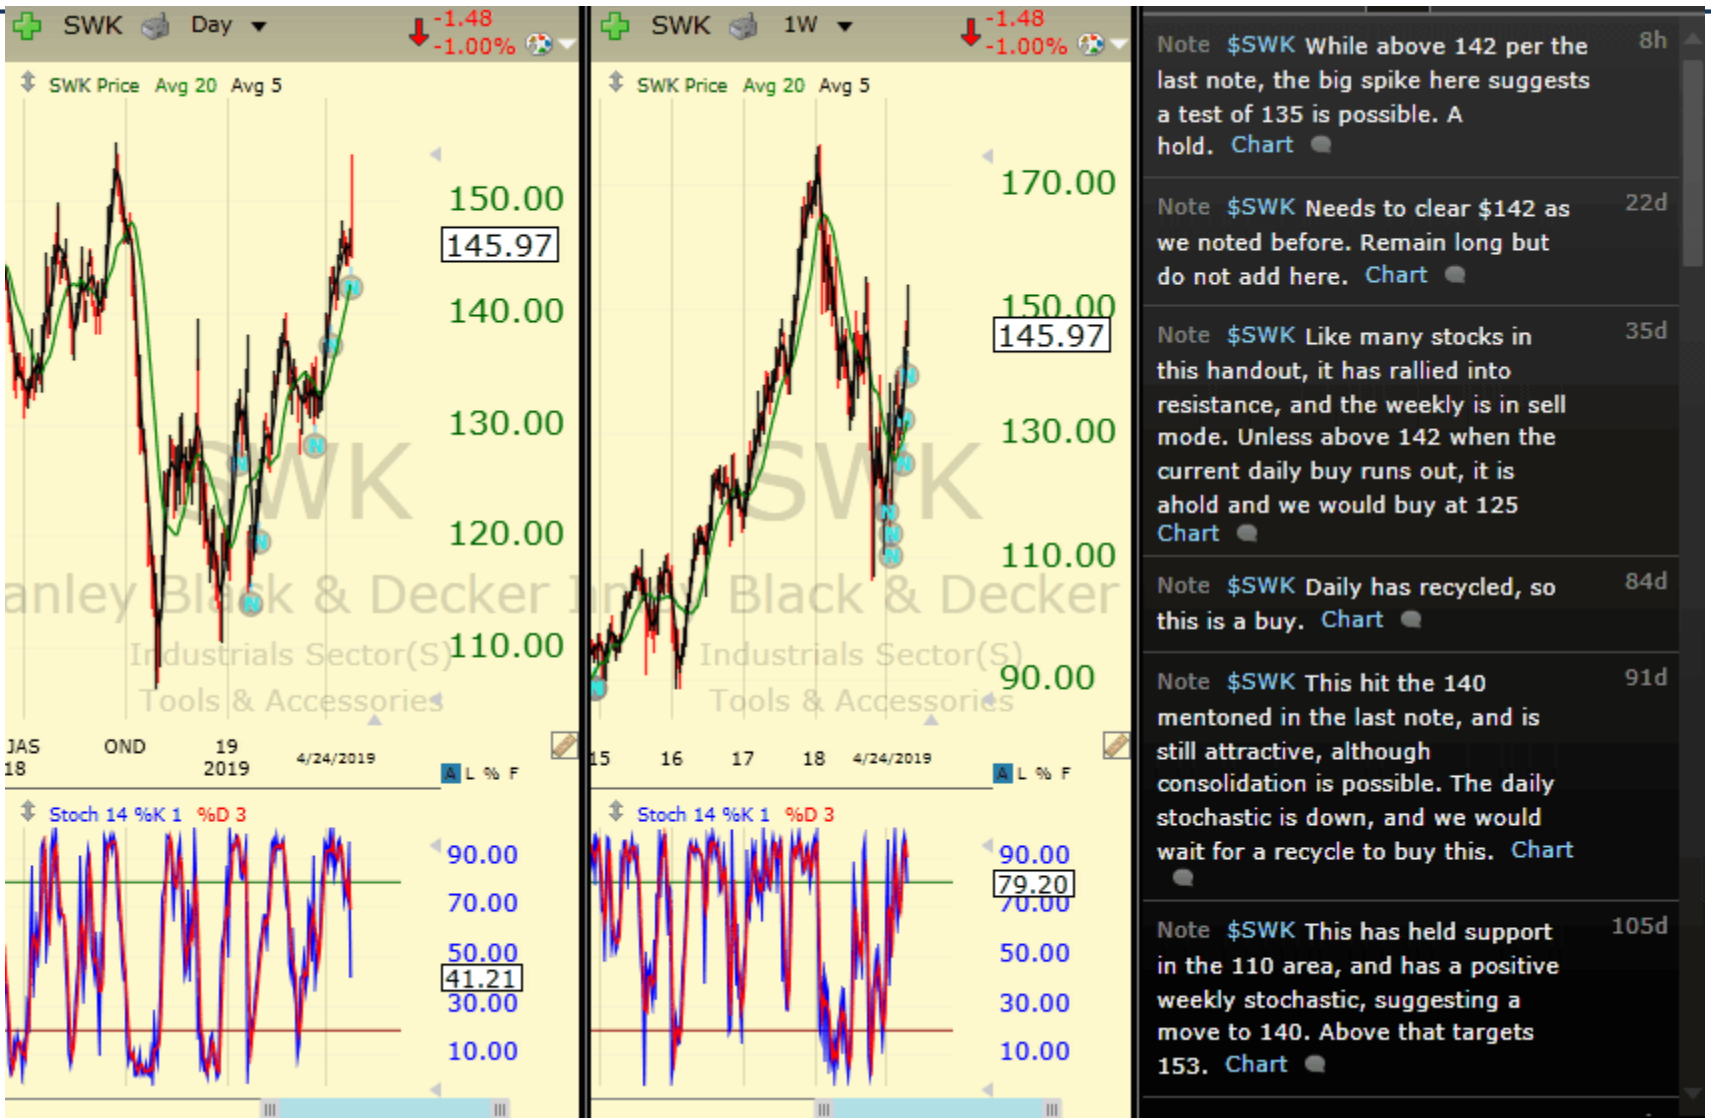 SWK Day -1.48
-1.00%
SWK Price Avg 20 Avg 5
150.00
145.97
140.00
130.00
SWK
120.00
anley Black & Decker I
110.00
Industrials Sector(S)
Tools & Accessories
JAS OND 19
18 2019 4/24/2019
A L % F
Stoch 14 %K 1 %D 3
90.00
70.00
50.00
41.21
30.00
10.00
SWK 1W -1.48
-1.00%
SWK Price Avg 20 Avg 5
170.00
150.00
145.97
130.00
SWK
110.00
Black & Decker
Industrials Sector(S)
90.00
Tools & Accessories
15 16 17 18 4/24/2019
A L % F
Stoch 14 %K 1 %D 3
90.00
79.20
70.00
50.00
30.00
10.00
Note $SWK While above 142 per the 8h
last note, the big spike here suggests
a test of 135 is possible. A
hold. Chart
Note $SWK Needs to clear $142 as 22d
we noted before. Remain long but
do not add here. Chart
Note $SWK Like many stocks in 35d
this handout, it has rallied into
resistance, and the weekly is in sell
mode. Unless above 142 when the
current daily buy runs out, it is
ahold and we would buy at 125
Chart
Note $SWK Daily has recycled, so 84d
this is a buy. Chart
Note $SWK This hit the 140 91d
mentoned in the last note, and is
still attractive, although
consolidation is possible. The daily
stochastic is down, and we would
wait for a recycle to buy this. Chart
Note $SWK This has held support 105d
in the 110 area, and has a positive
weekly stochastic, suggesting a
move to 140. Above that targets
153. Chart